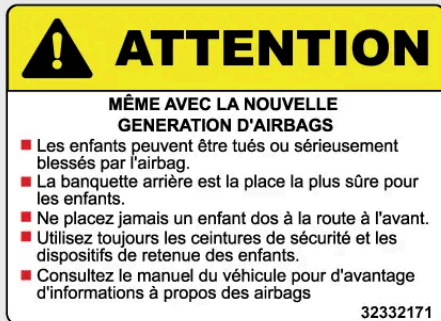 ATTENTION
MÊME AVEC LA NOUVELLE
GENERATION D'AIRBAGS
Les enfants peuvent être tués ou sérieusement
blessés par l'airbag.
La banquette arrière est la place la plus sûre pour
les enfants.
Ne placez jamais un enfant dos à la route à l'avant.
Utilisez toujours les ceintures de sécurité et les
dispositifs de retenue des enfants.
Consultez le manuel du véhicule pour d'avantage
d'informations à propos des airbags
32332171